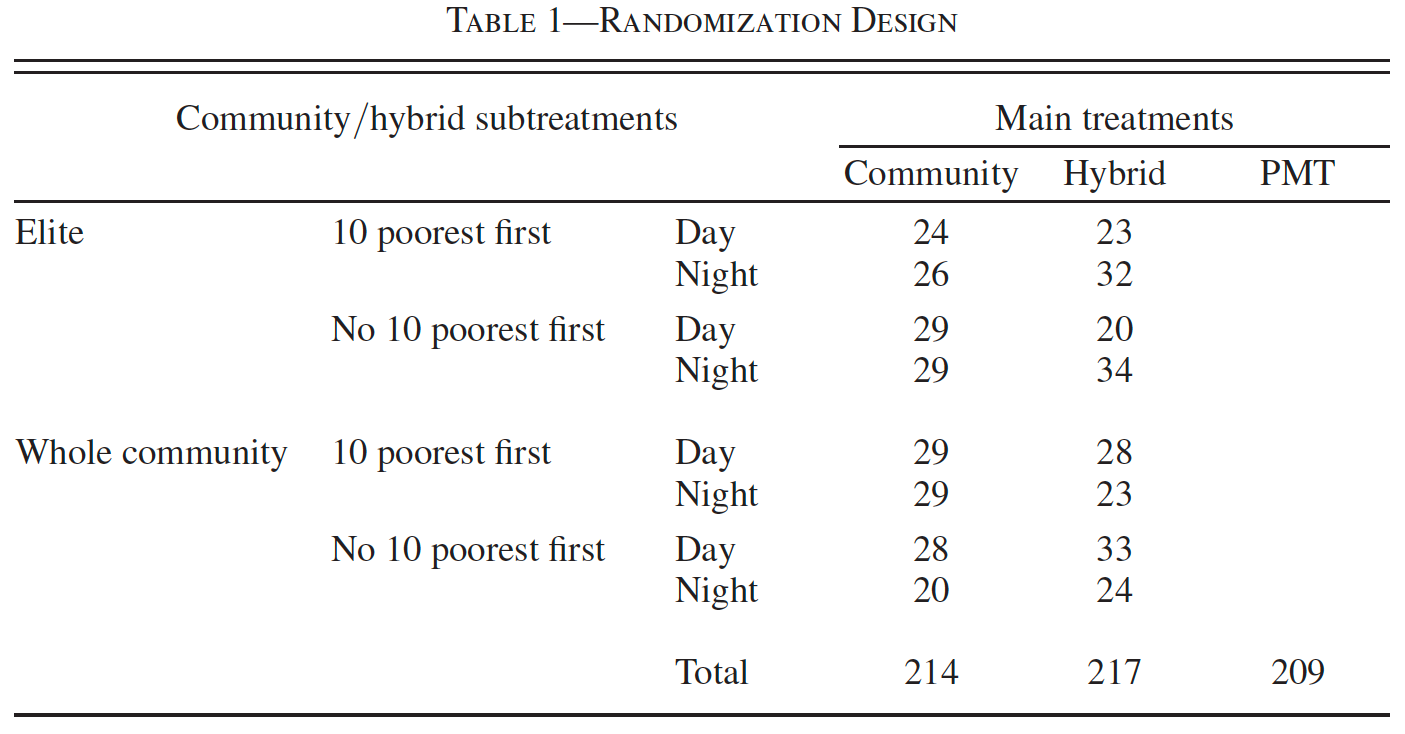 TABLE 1—RANDOMIZATION DESIGN
Community/hybrid subtreatments Main treatments
Community Hybrid PMT
Elite 10 poorest first Day 24 23
Night 26 32
No 10 poorest first Day 29 20
Night 29 34
Whole community 10 poorest first Day 29 28
Night 29 23
No 10 poorest first Day 28 33
Night 20 24
Total 214 217 209